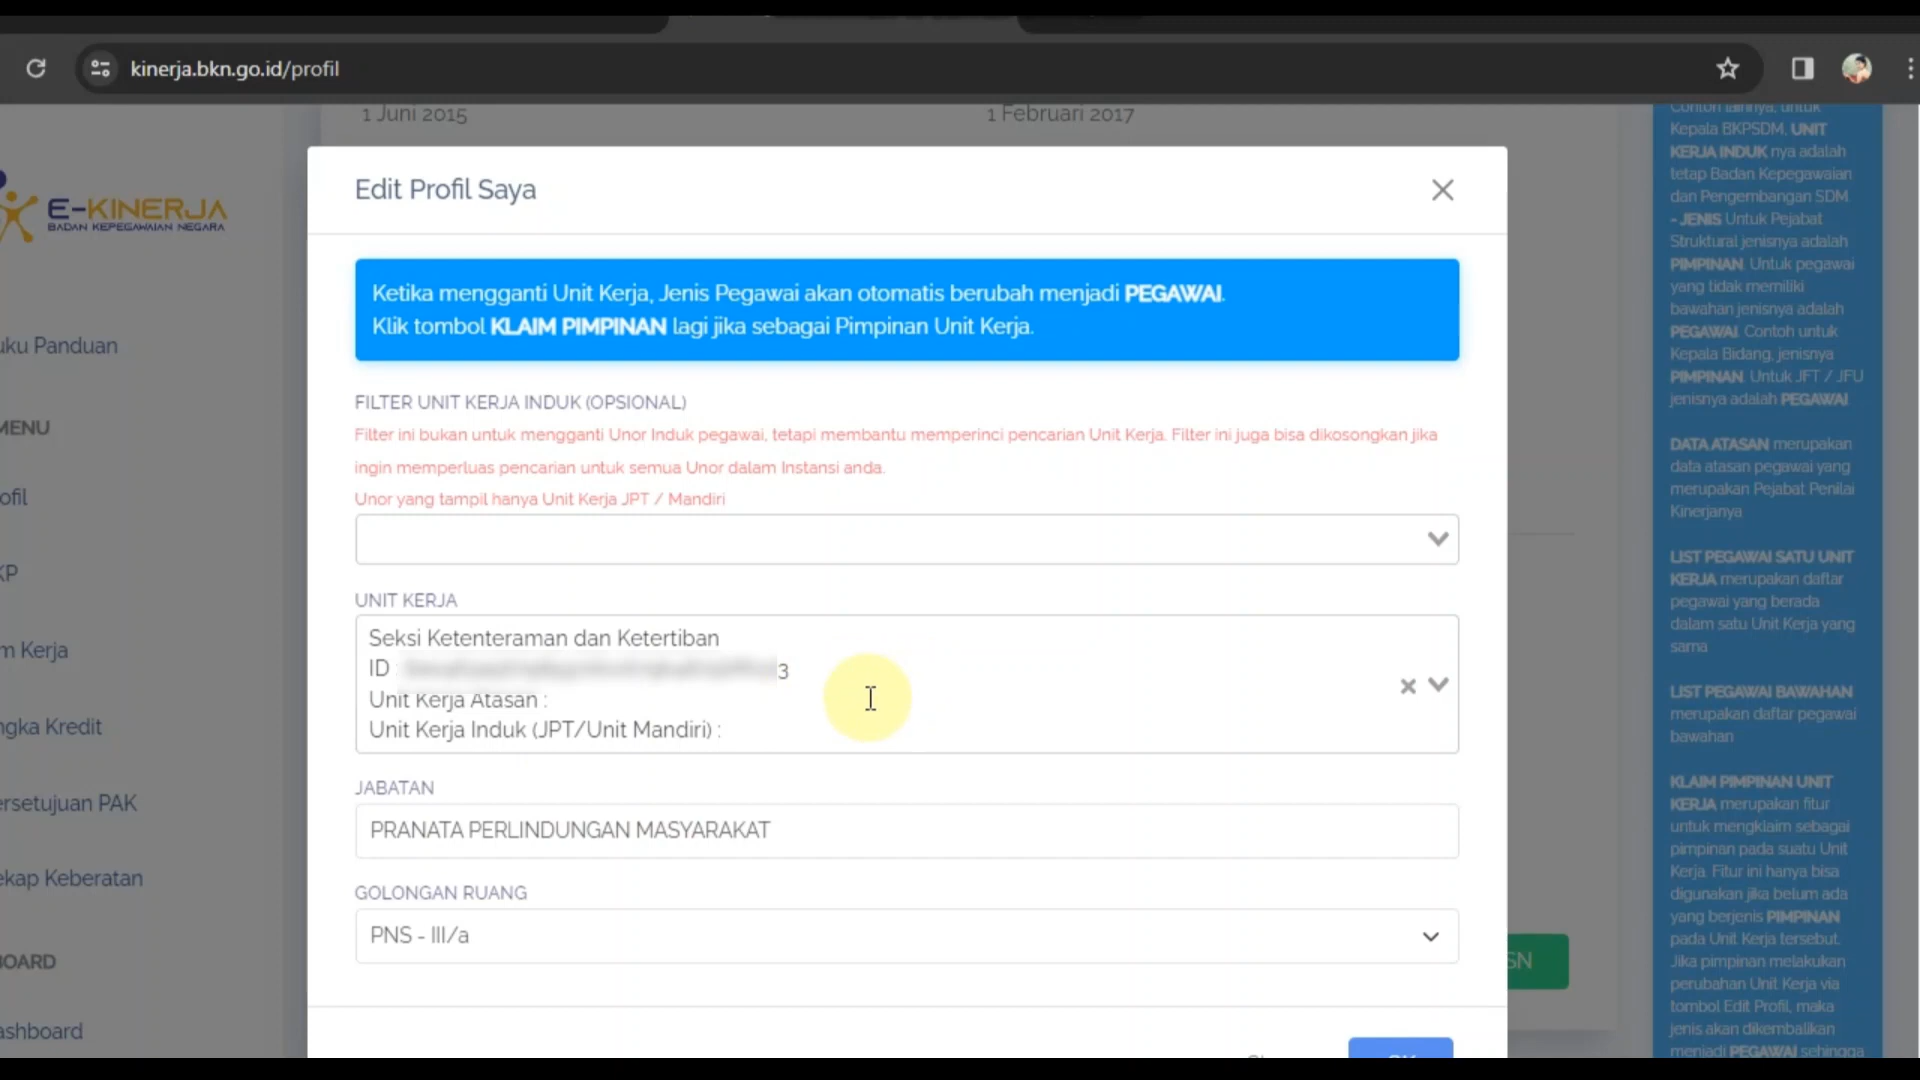 kinerja.bkn.go.id/profil
1 Juni 2015
1 Februari 2017
E-KINERJA
BADAN KEPEGAWAIAN NEGARA
uku Panduan
MENU
ofil
KP
m Kerja
ngka Kredit
ersetujuan PAK
ekap Keberatan
BOARD
ashboard
Edit Profil Saya
Ketika mengganti Unit Kerja, Jenis Pegawai akan otomatis berubah menjadi PEGAWAI.
Klik tombol KLAIM PIMPINAN lagi jika sebagai Pimpinan Unit Kerja.
FILTER UNIT KERJA INDUK (OPSIONAL)
Filter ini bukan untuk mengganti Unor Induk pegawai, tetapi membantu memperinci pencarian Unit Kerja. Filter ini juga bisa dikosongkan jika
ingin memperluas pencarian untuk semua Unor dalam Instansi anda.
Unor yang tampil hanya Unit Kerja JPT / Mandiri
UNIT KERJA
Seksi Ketenteraman dan Ketertiban
ID : 3
Unit Kerja Atasan :
Unit Kerja Induk (JPT/Unit Mandiri) :
JABATAN
PRANATA PERLINDUNGAN MASYARAKAT
GOLONGAN RUANG
PNS - III/a
OK
SN
Contoh lainnya, untuk
Kepala BKPSDM, UNIT
KERJA INDUK nya adalah
tetap Badan Kepegawaian
dan Pengembangan SDM.
- JENIS Untuk Pejabat
Struktural jenisnya adalah
PIMPINAN. Untuk pegawai
yang tidak memiliki
bawahan jenisnya adalah
PEGAWAI. Contoh untuk
Kepala Bidang, jenisnya
PIMPINAN. Untuk JFT / JFU
jenisnya adalah PEGAWAI
DATA ATASAN merupakan
data atasan pegawai yang
merupakan Pejabat Penilai
Kinerjanya
LIST PEGAWAI SATU UNIT
KERJA merupakan daftar
pegawai yang berada
dalam satu Unit Kerja yang
sama
LIST PEGAWAI BAWAHAN
merupakan daftar pegawai
bawahan
KLAIM PIMPINAN UNIT
KERJA merupakan fitur
untuk mengklaim sebagai
pimpinan pada suatu Unit
Kerja. Fitur ini hanya bisa
digunakan jika belum ada
yang berjenis PIMPINAN
pada Unit Kerja tersebut.
Jika pimpinan melakukan
perubahan Unit Kerja via
tombol Edit Profil, maka
jenis akan dikembalikan
menjadi PEGAWAI sehingga